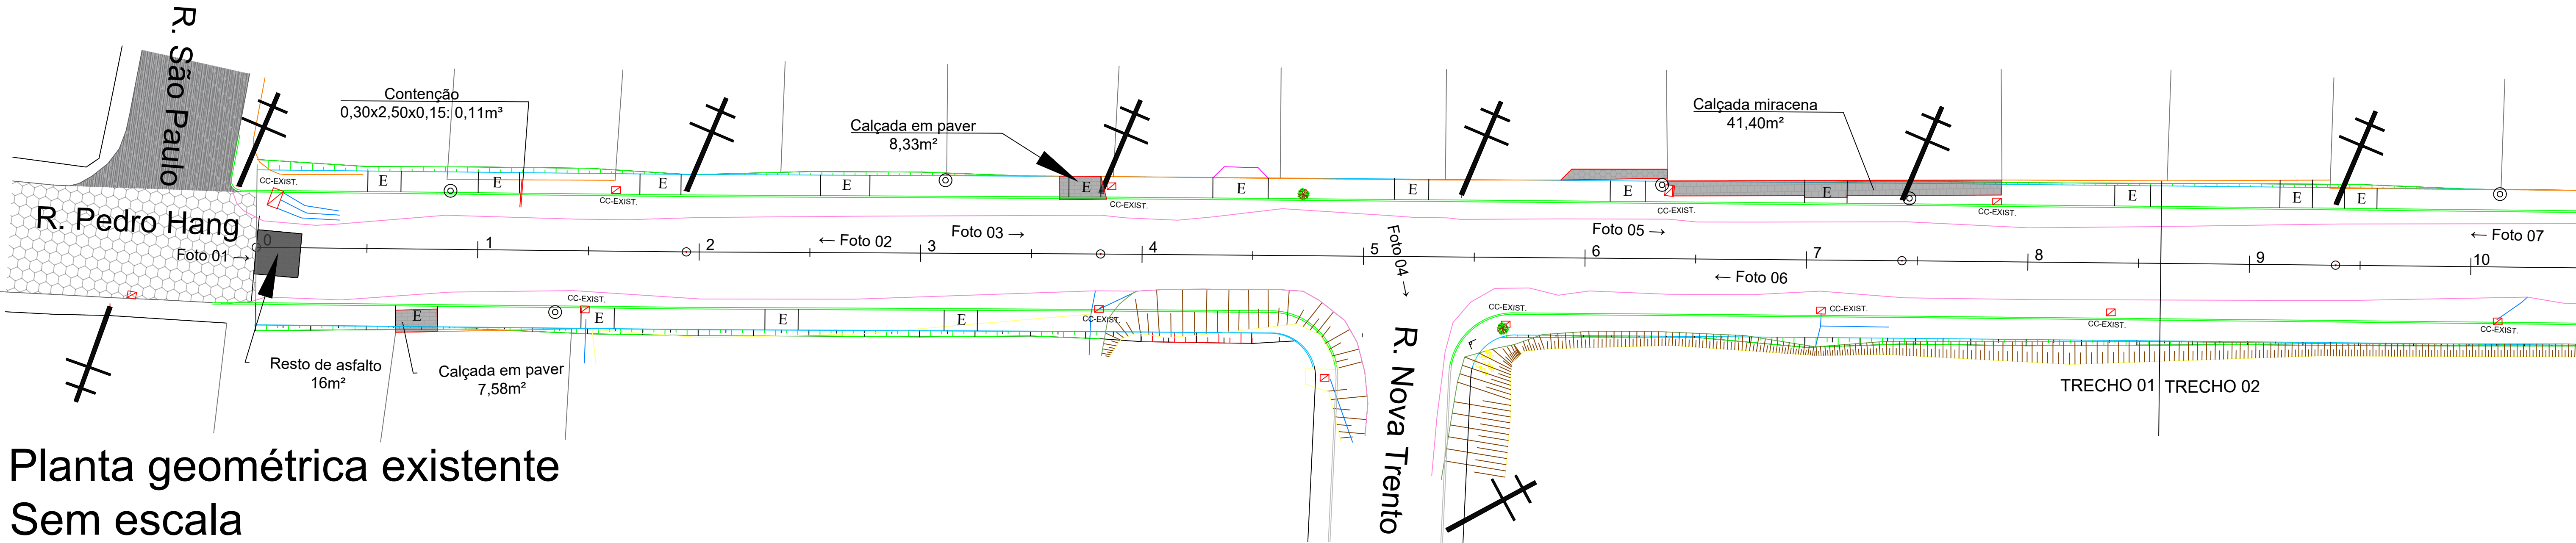 R. São Paulo
Contenção
0,30x2,50x0,15: 0,11m³
Calçada em paver
8,33m²
Calçada miracena
41,40m²
CC-EXIST.
E
E
CC-EXIST.
E
E
E
CC-EXIST.
E
E
E
CC-EXIST.
E
CC-EXIST.
E
E
E
R. Pedro Hang
Foto 01 →
0
1
2
← Foto 02
3
Foto 03 →
4
5
Foto 04 →
Foto 05 →
6
← Foto 06
7
8
9
← Foto 07
10
E
CC-EXIST.
E
E
E
CC-EXIST.
CC-EXIST.
CC-EXIST.
CC-EXIST.
CC-EXIST.
Resto de asfalto
16m²
Calçada em paver
7,58m²
R. Nova Trento
TRECHO 01
TRECHO 02
Planta geométrica existente
Sem escala